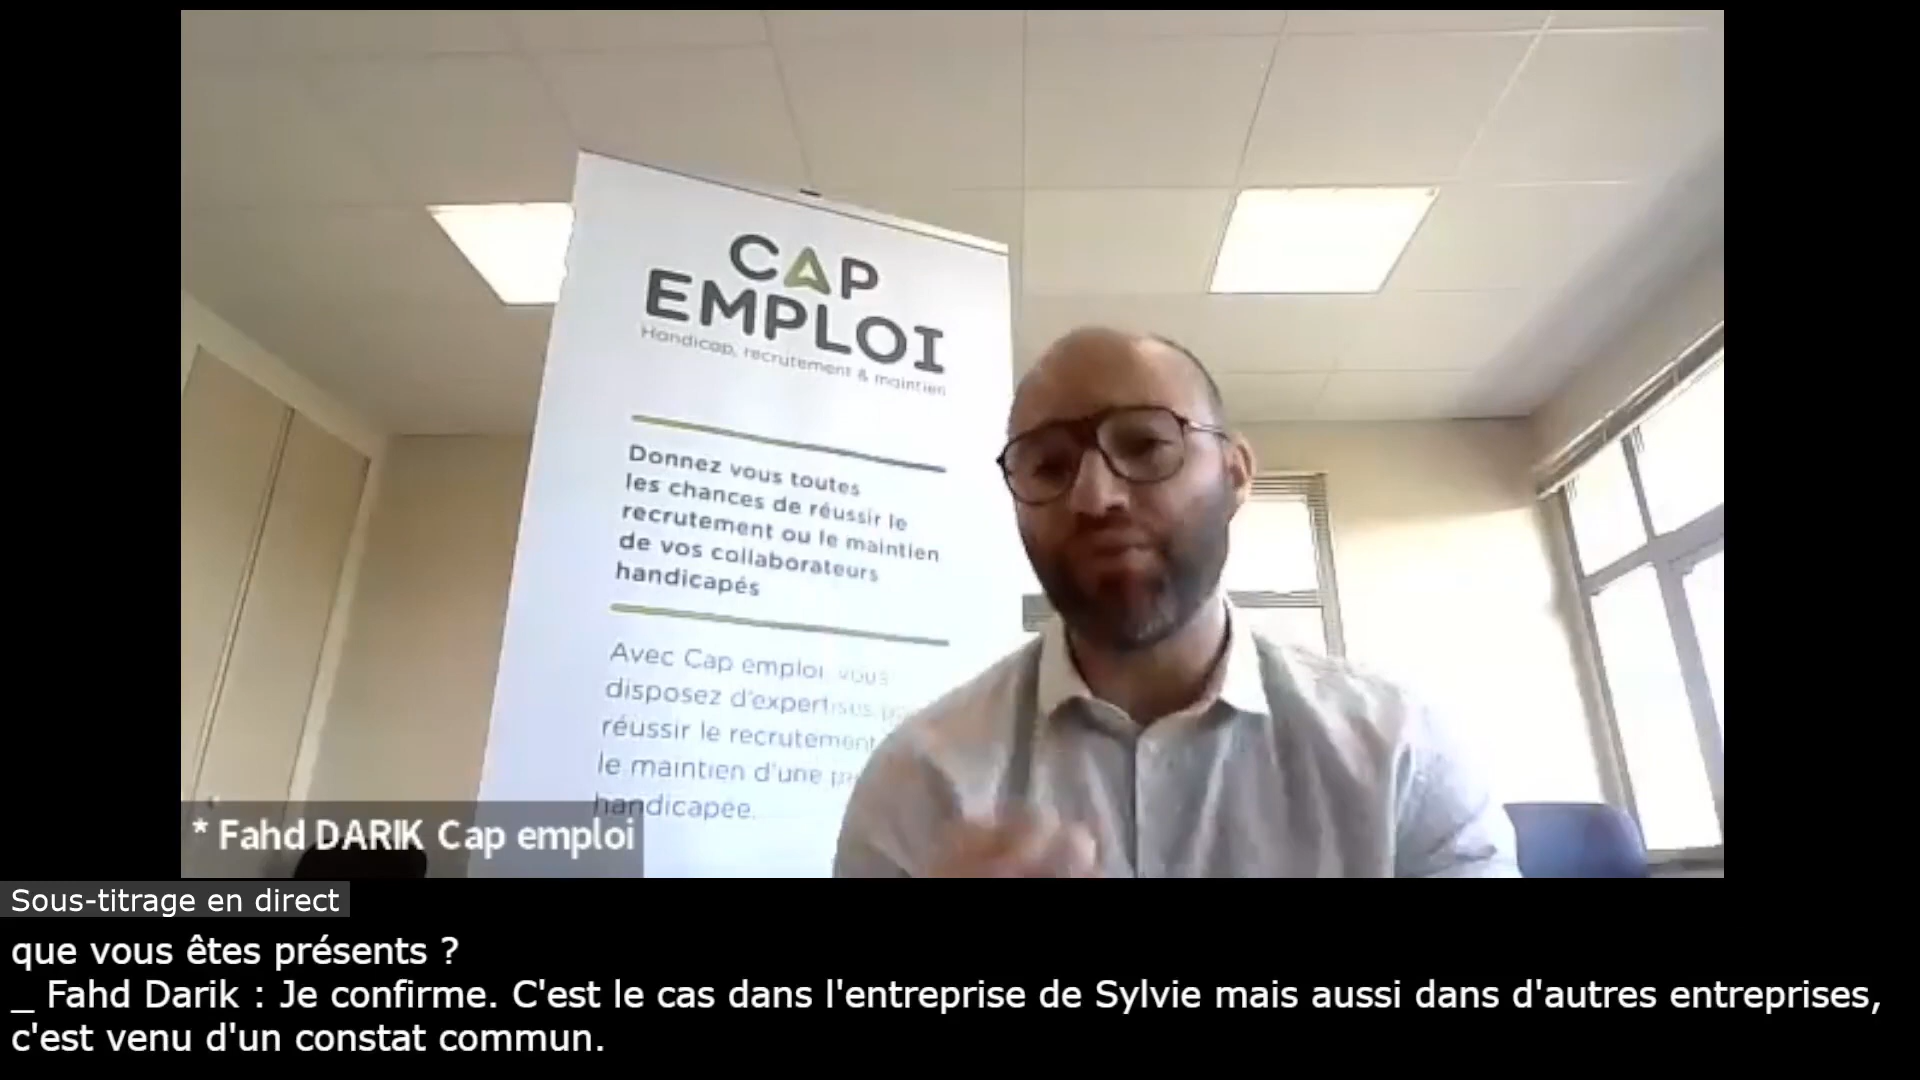 CAP
EMPLOI
Handicap, recrutement & maintien
Donnez vous toutes
les chances de réussir le
recrutement ou le maintien
de vos collaborateurs
handicapés
Avec Cap emploi, vous
disposez d'expertises
réussir le recrutement
le maintien d'une
handicapée.
* Fahd DARIK Cap emploi
Sous-titrage en direct
que vous êtes présents ?
_ Fahd Darik : Je confirme. C'est le cas dans l'entreprise de Sylvie mais aussi dans d'autres entreprises,
c'est venu d'un constat commun.